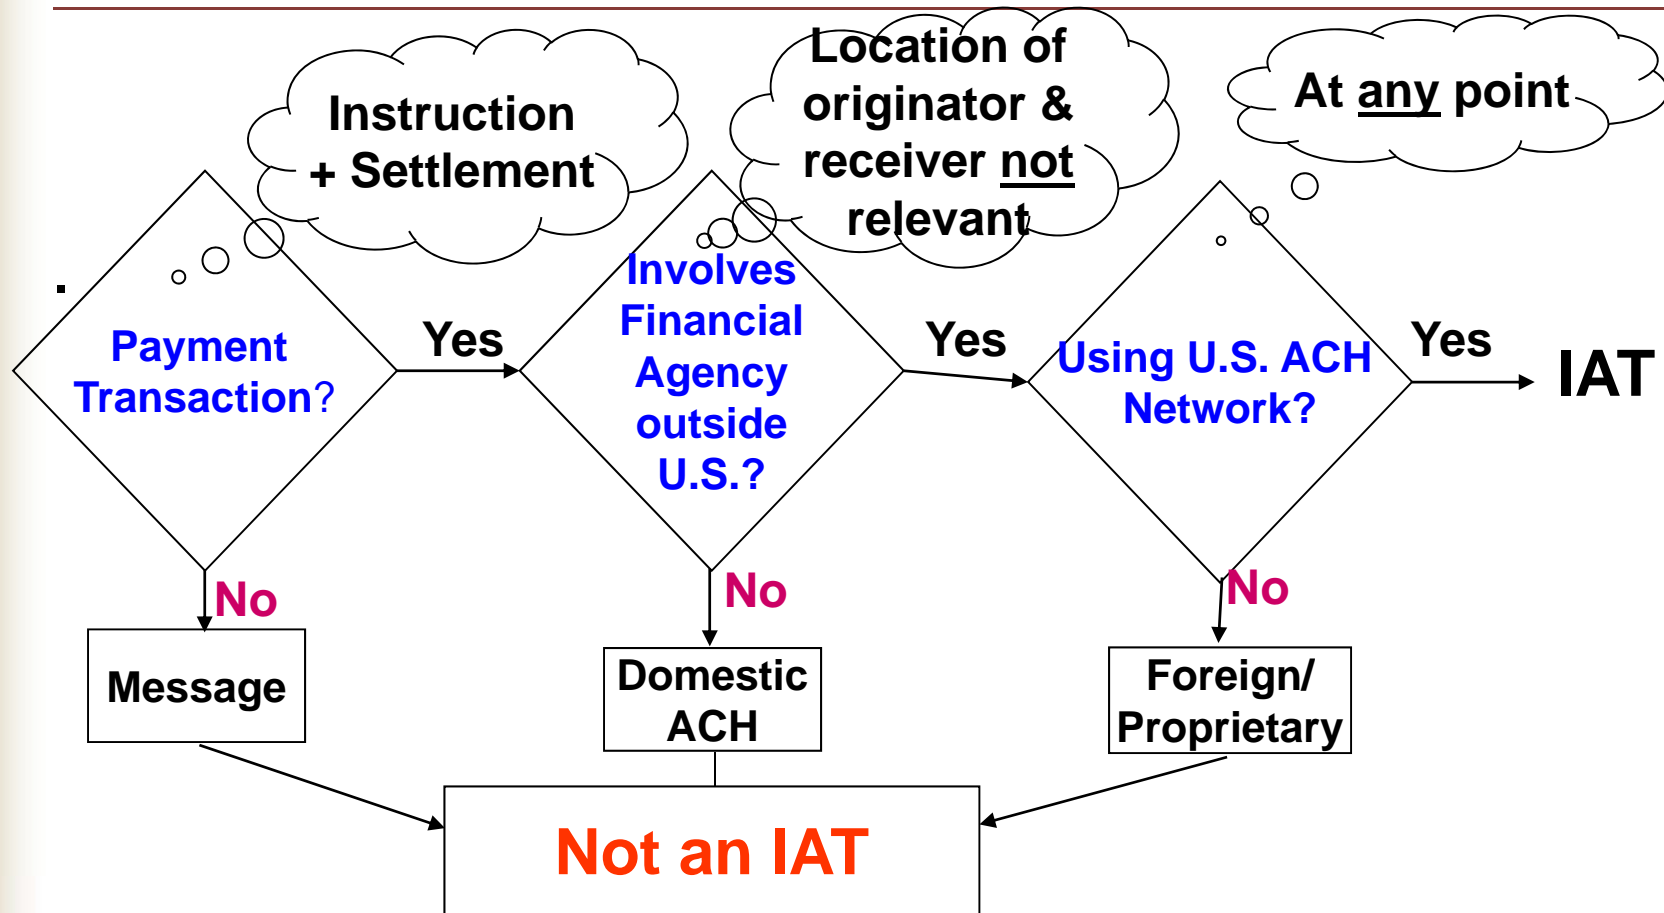 Instruction
+ Settlement
Location of
originator &
receiver not
relevant
At any point
Payment
Transaction?
Yes
Involves
Financial
Agency
outside
U.S.?
Yes
Using U.S. ACH
Network?
Yes
IAT
No
No
No
Message
Domestic
ACH
Foreign/
Proprietary
Not an IAT